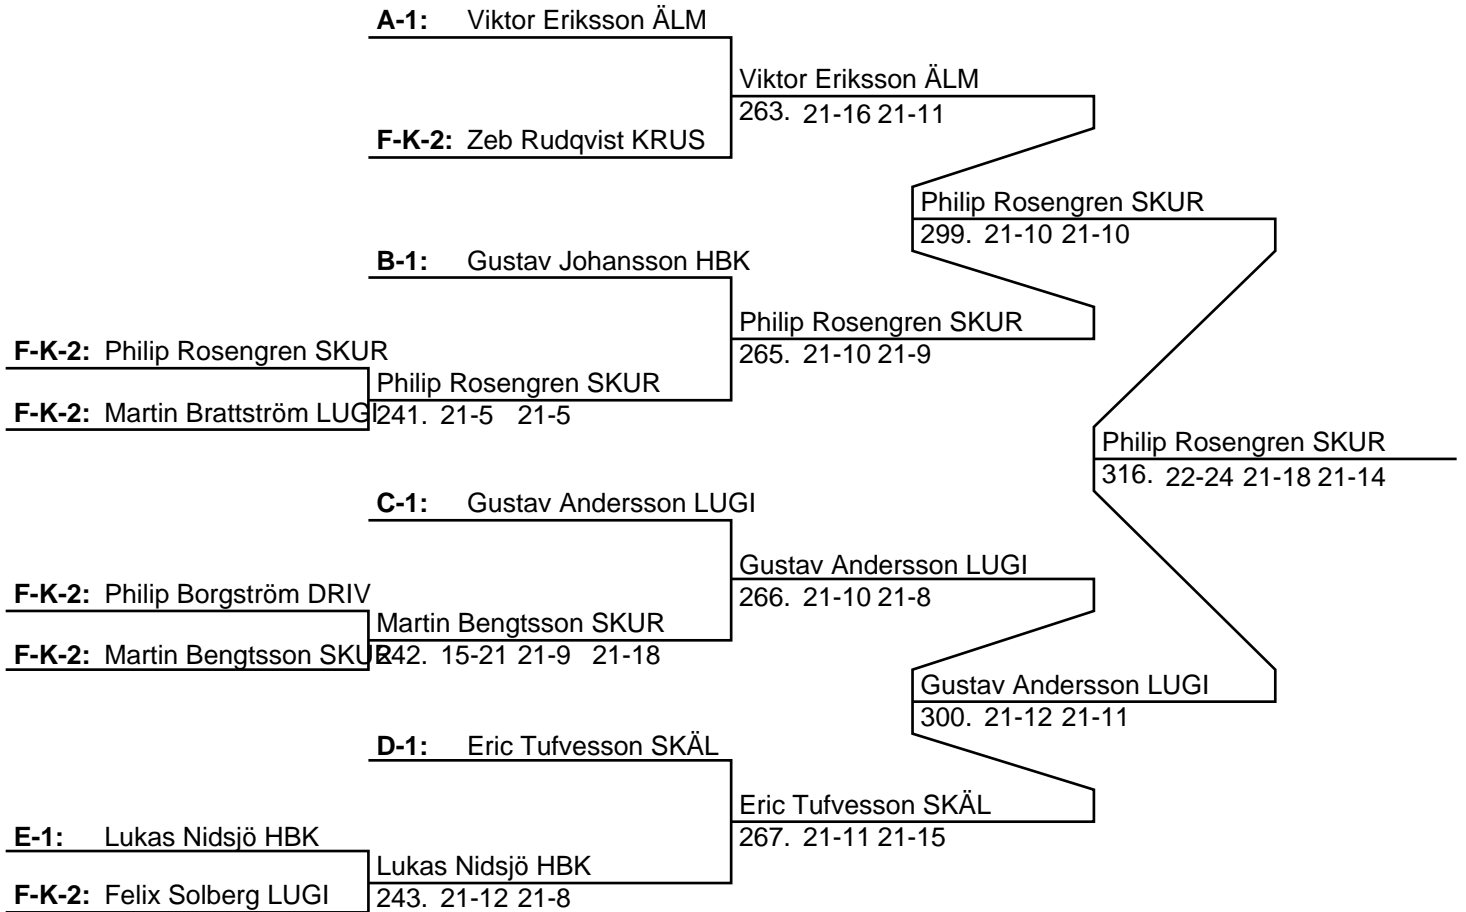 A-1: Viktor Eriksson ÄLM
Viktor Eriksson ÄLM
263. 21-16 21-11
F-K-2: Zeb Rudqvist KRUS
Philip Rosengren SKUR
299. 21-10 21-10
B-1: Gustav Johansson HBK
Philip Rosengren SKUR
265. 21-10 21-9
F-K-2: Philip Rosengren SKUR
Philip Rosengren SKUR
F-K-2: Martin Brattström LUGI
241. 21-5 21-5
Philip Rosengren SKUR
316. 22-24 21-18 21-14
C-1: Gustav Andersson LUGI
Gustav Andersson LUGI
266. 21-10 21-8
F-K-2: Philip Borgström DRIV
Martin Bengtsson SKUR
F-K-2: Martin Bengtsson SKUR
242. 15-21 21-9 21-18
Gustav Andersson LUGI
300. 21-12 21-11
D-1: Eric Tufvesson SKÄL
Eric Tufvesson SKÄL
267. 21-11 21-15
E-1: Lukas Nidsjö HBK
Lukas Nidsjö HBK
F-K-2: Felix Solberg LUGI
243. 21-12 21-8